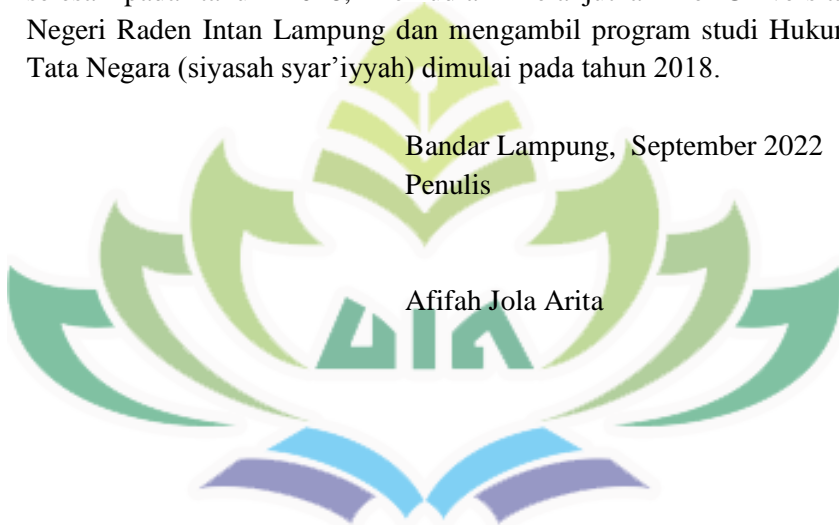 Negeri Raden Intan Lampung dan mengambil program studi Hukum
Tata Negara (siyasah syar’iyyah) dimulai pada tahun 2018.
Bandar Lampung, September 2022
Penulis
Afifah Jola Arita
UIN